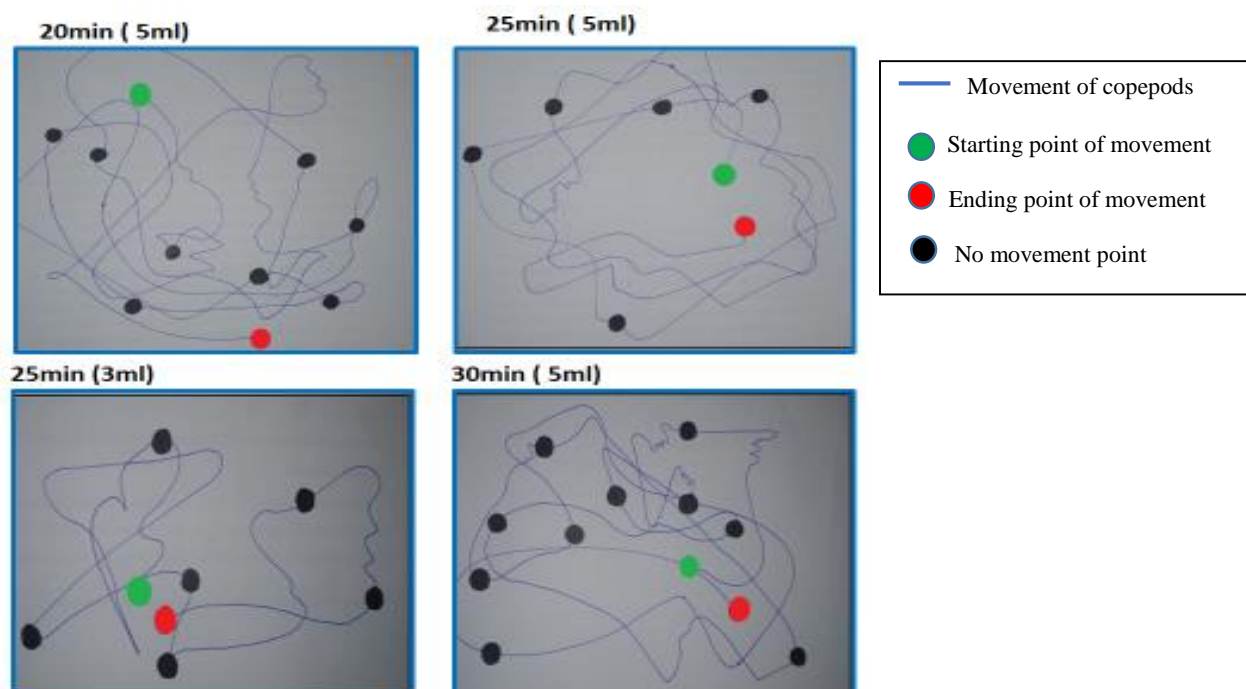 20min ( 5ml)
25min ( 5ml)
Movement of copepods
Starting point of movement
Ending point of movement
No movement point
25min (3ml)
30min ( 5ml)